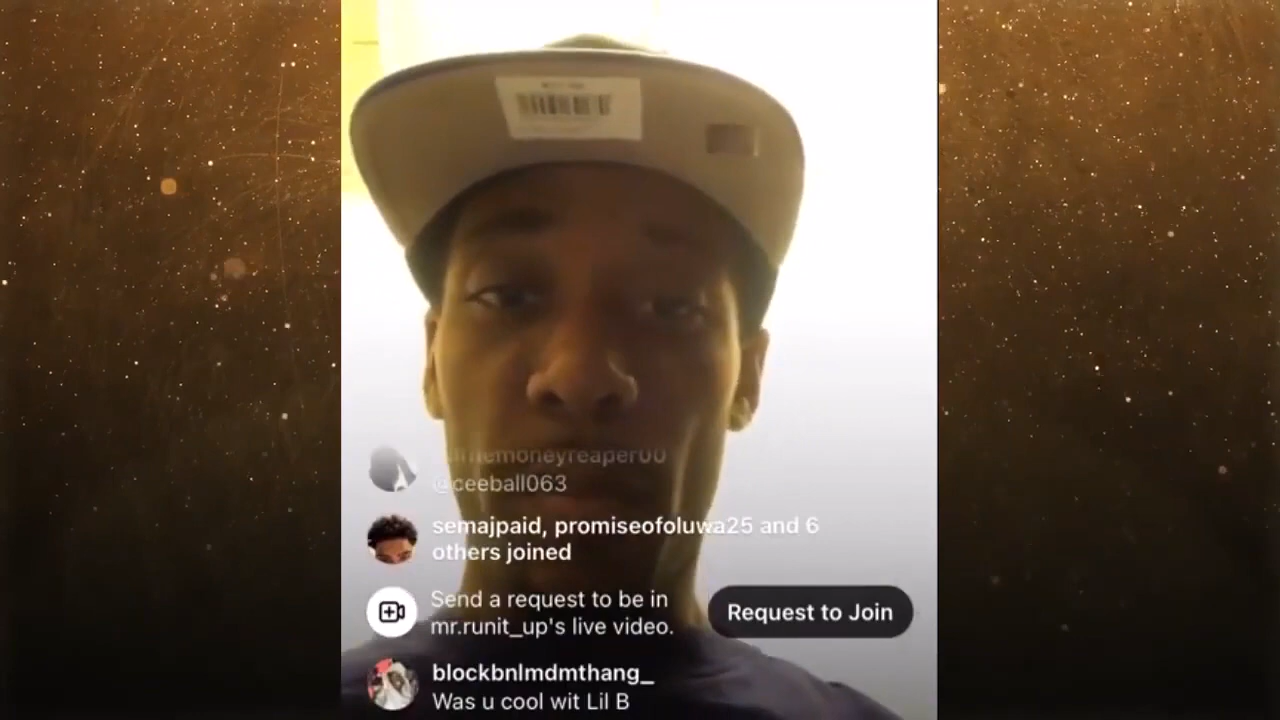 @ceeball063
semajpaid, promiseofoluwa25 and 6
others joined
Send a request to be in
mr.runit_up's live video.
Request to Join
blockbnlmdmthang_
Was u cool wit Lil B